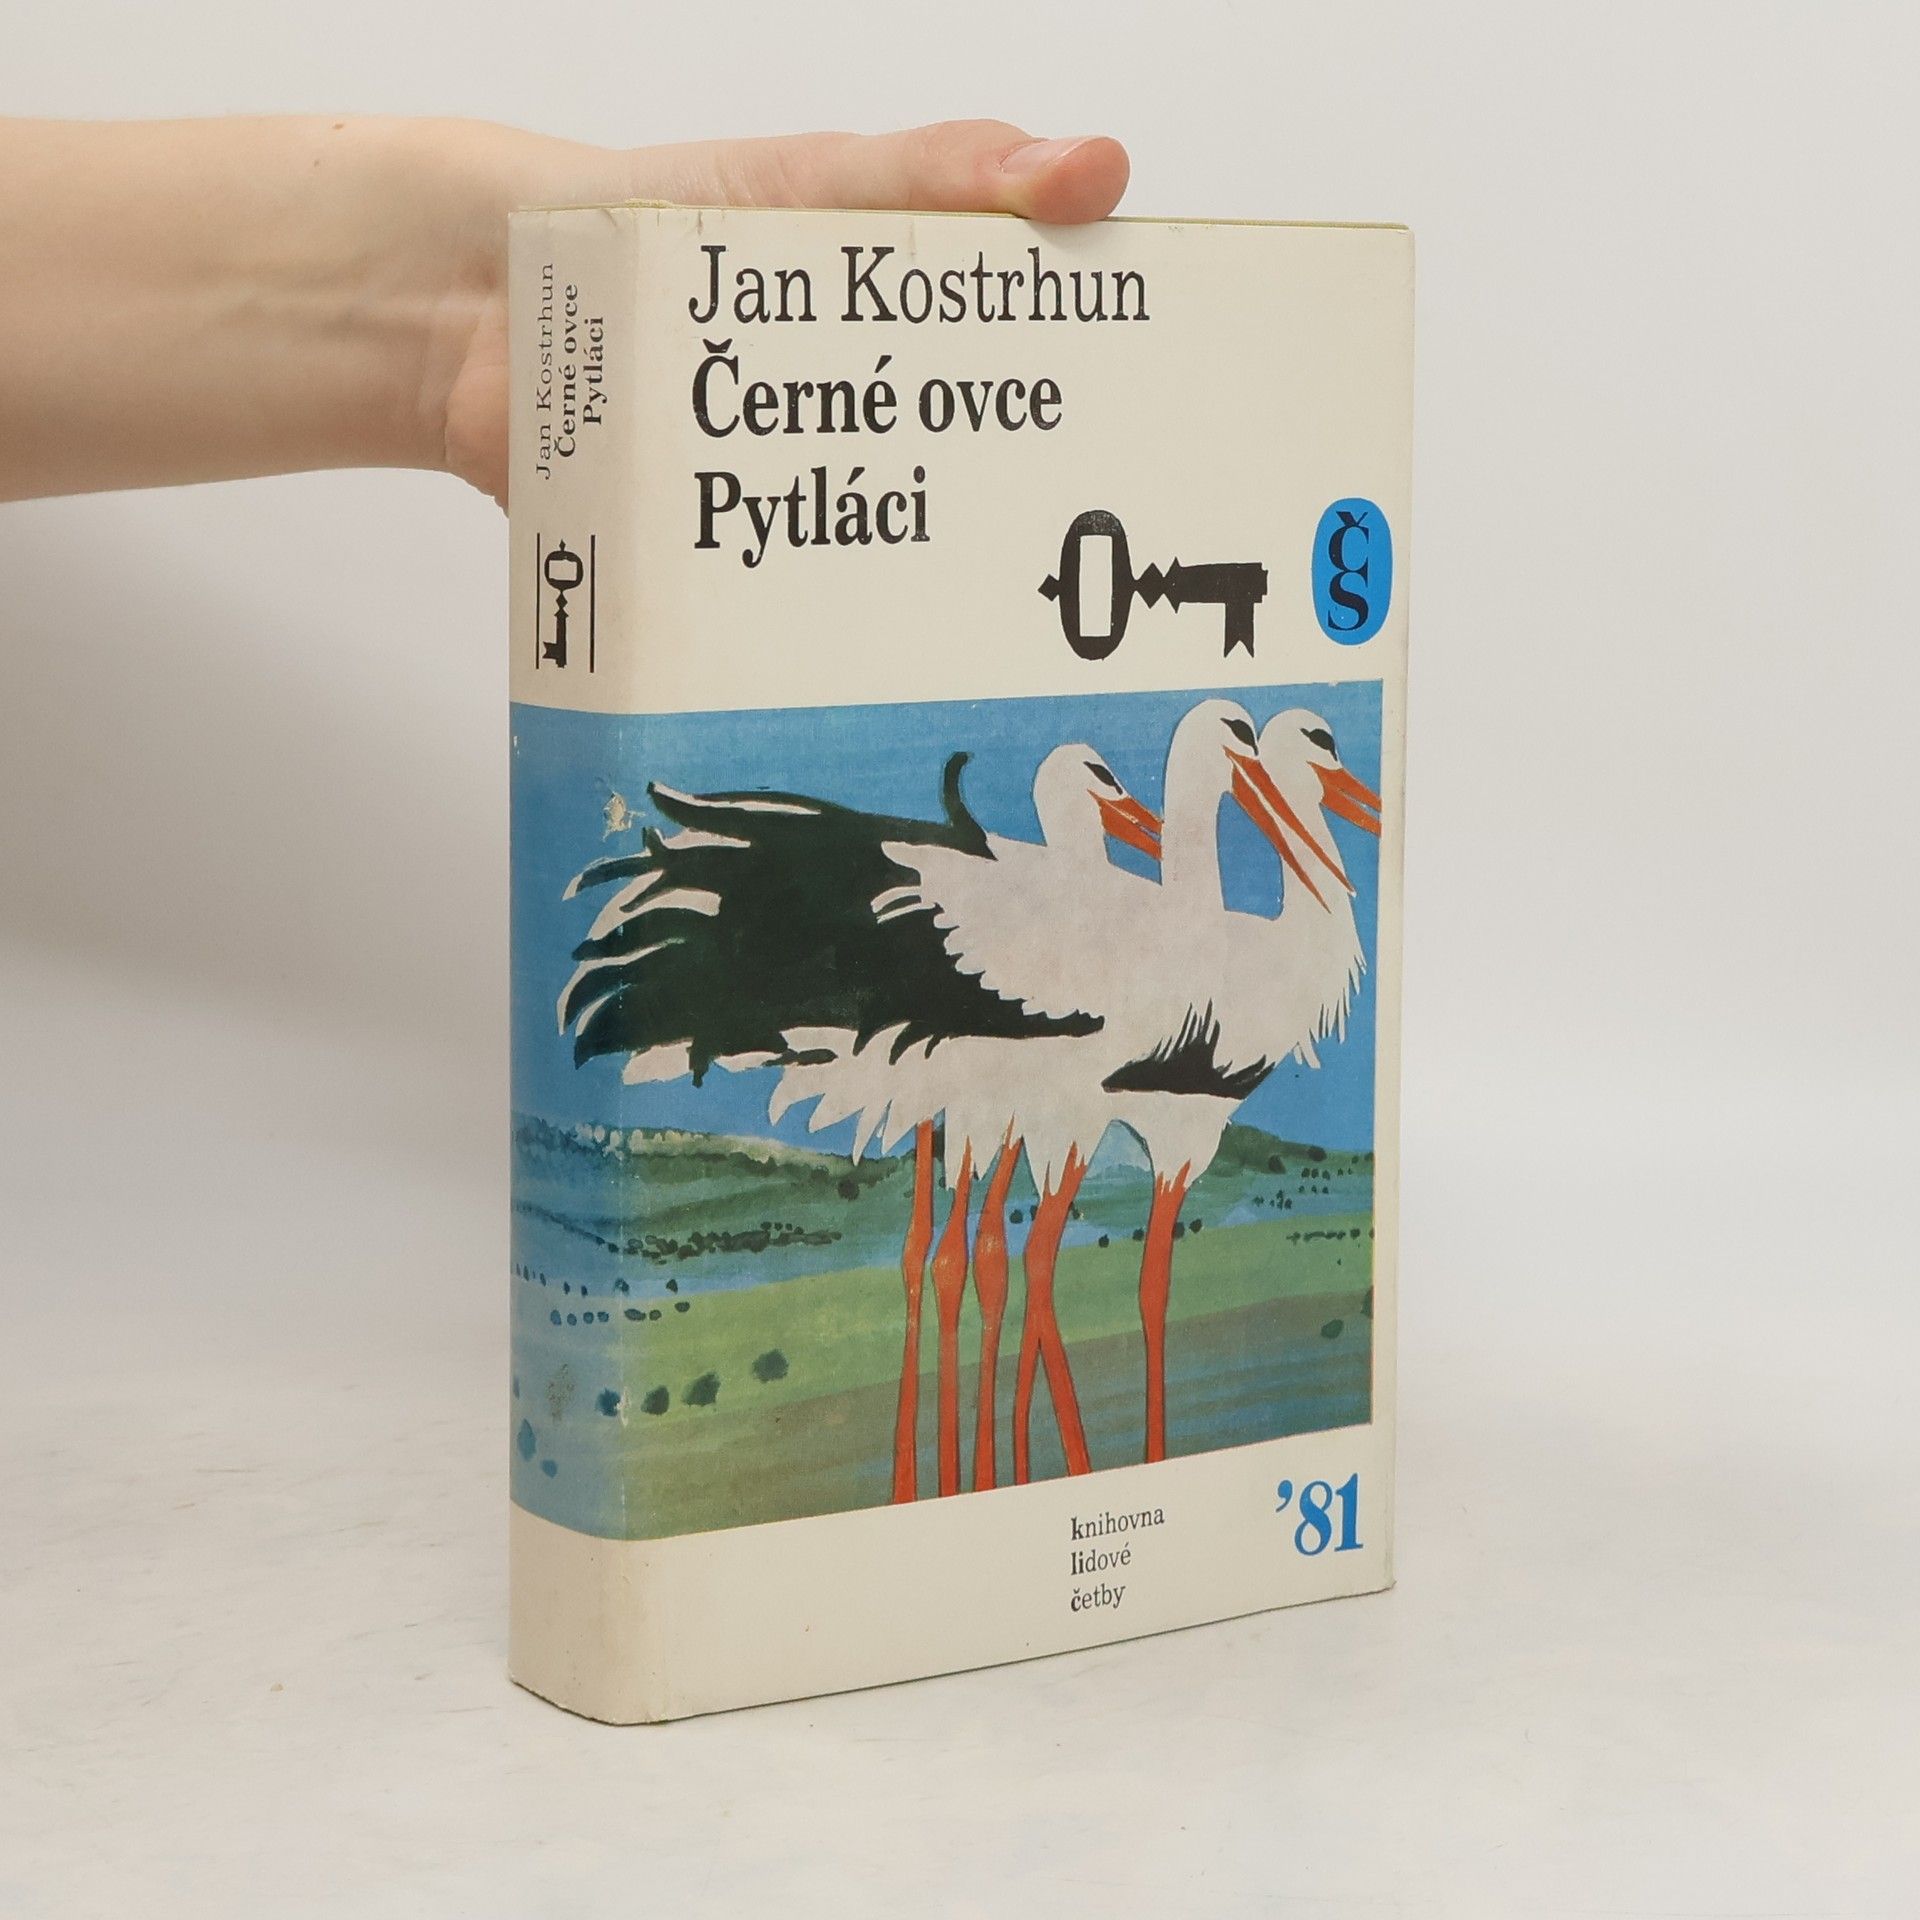 Jan Kostrhun
Černé ovce
Pytláci
Jan Kostrhun
Černé ovce
Pytláci
ČS
knihovna
lidové
četby
’81